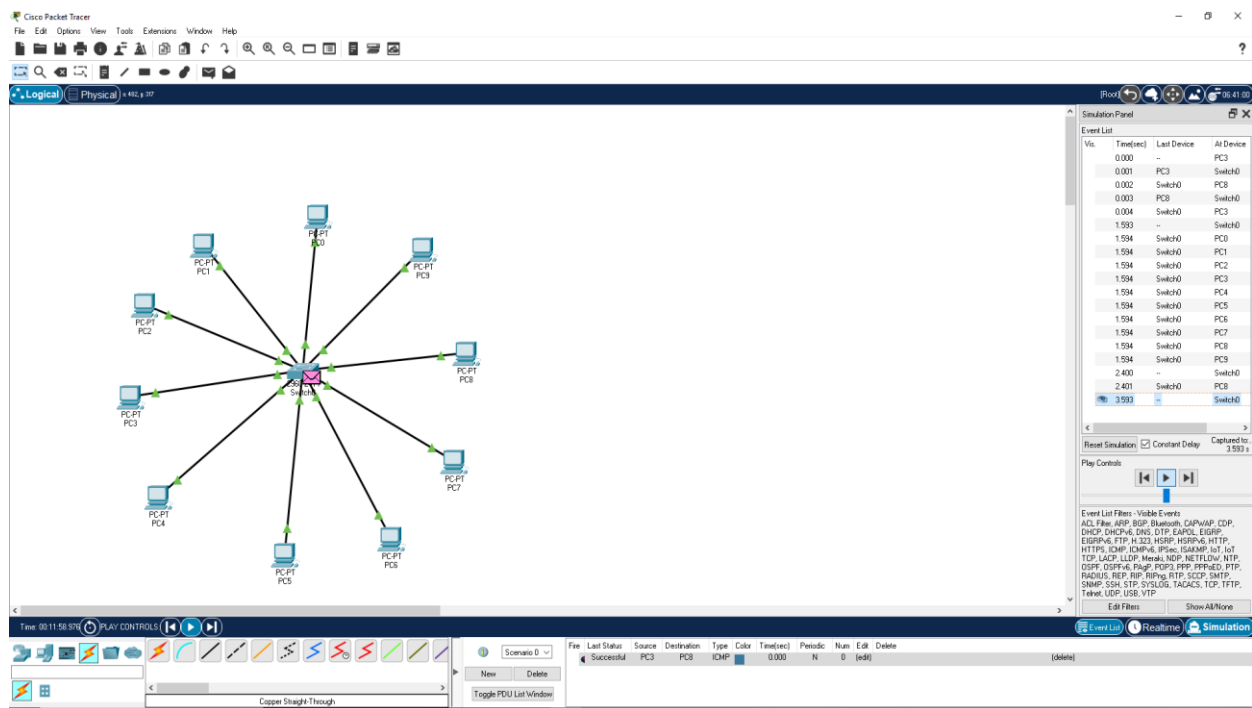 Cisco Packet Tracer
File Edit Options View Tools Extensions Window Help
?
Logical Physical x: 482, y: 317 [Root] 06:41:00
PC-PT
PC0
PC-PT
PC1
PC-PT
PC9
PC-PT
PC2
PC-PT
PC8
Switch0
PC-PT
PC3
PC-PT
PC7
PC-PT
PC4
PC-PT
PC6
PC-PT
PC5
Simulation Panel
Event List
Vis. Time(sec) Last Device At Device
0.000 -- PC3
0.001 PC3 Switch0
0.002 Switch0 PC8
0.003 PC8 Switch0
0.004 Switch0 PC3
1.593 -- Switch0
1.594 Switch0 PC0
1.594 Switch0 PC1
1.594 Switch0 PC2
1.594 Switch0 PC3
1.594 Switch0 PC4
1.594 Switch0 PC5
1.594 Switch0 PC6
1.594 Switch0 PC7
1.594 Switch0 PC8
1.594 Switch0 PC9
2.400 -- Switch0
2.401 Switch0 PC8
3.593 -- Switch0
Reset Simulation Constant Delay Captured to:
3.593 s
Play Controls
Event List Filters - Visible Events
ACL Filter, ARP, BGP, Bluetooth, CAPWAP, CDP,
DHCP, DHCPv6, DNS, DTP, EAPOL, EIGRP,
EIGRPv6, FTP, H.323, HSRP, HSRPv6, HTTP,
HTTPS, ICMP, ICMPv6, IPSec, ISAKMP, IoT, IoT
TCP, LACP, LLDP, Meraki, NDP, NETFLOW, NTP,
OSPF, OSPFv6, PAgP, POP3, PPP, PPPoED, PTP,
RADIUS, REP, RIP, RIPng, RTP, SCCP, SMTP,
SNMP, SSH, STP, SYSLOG, TACACS, TCP, TFTP,
Telnet, UDP, USB, VTP
Edit Filters Show All/None
Time: 00:11:58.976 PLAY CONTROLS: Event List Realtime Simulation
Scenario 0
New Delete
Toggle PDU List Window
Fire Last Status Source Destination Type Color Time(sec) Periodic Num Edit Delete
Successful PC3 PC8 ICMP 0.000 N 0 (edit) (delete)
Copper Straight-Through